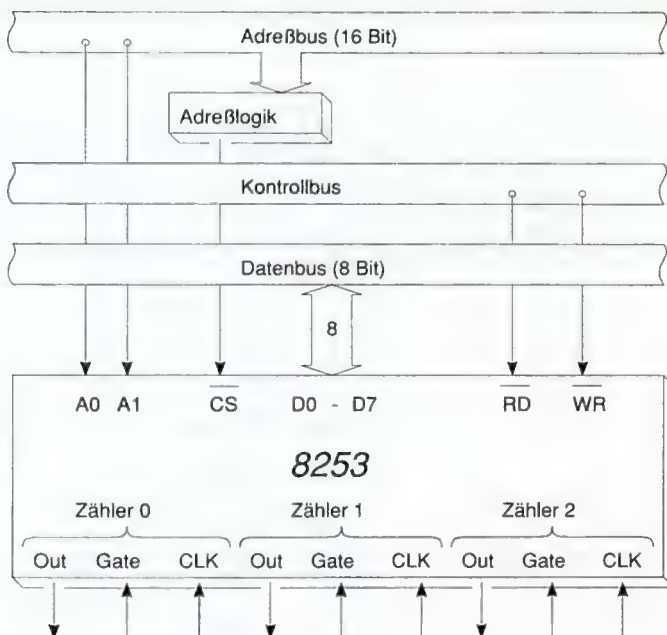 Adreßbus (16 Bit)
Adreßlogik
Kontrollbus
Datenbus (8 Bit)
8
A0 A1 CS D0 - D7 RD WR
8253
Zähler 0 Zähler 1 Zähler 2
Out Gate CLK Out Gate CLK Out Gate CLK